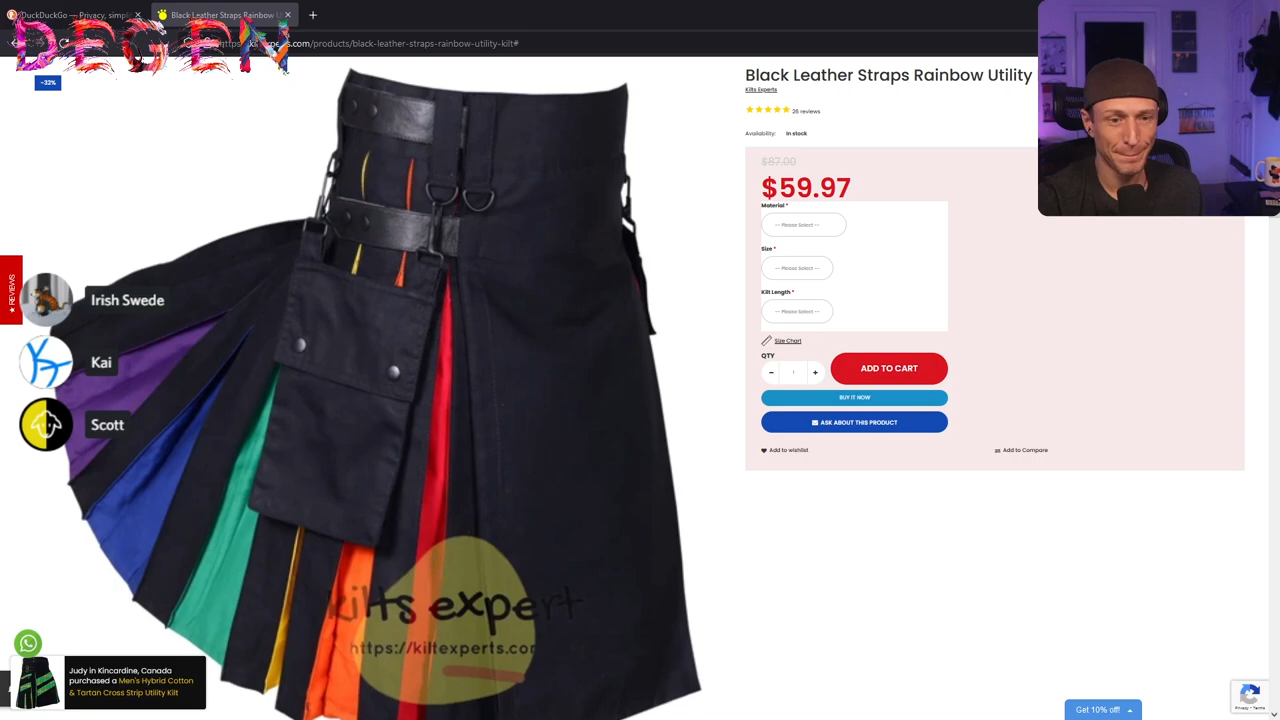 DuckDuckGo — Privacy, simpli
Black Leather Straps Rainbow U
DEGEN
perts.com/products/black-leather-straps-rainbow-utility-kilt#
-32%
Black Leather Straps Rainbow Utility
Kilts Experts
26 reviews
Availability: In stock
$87.00
$59.97
Material *
-- Please Select --
Size *
-- Please Select --
Kilt Length *
-- Please Select --
Size Chart
QTY
- 1 +
ADD TO CART
BUY IT NOW
ASK ABOUT THIS PRODUCT
Add to wishlist
Add to Compare
★ REVIEWS
Irish Swede
Kai
Scott
kilts expert
https://kiltexperts.com
Judy in Kincardine, Canada
purchased a Men's Hybrid Cotton
& Tartan Cross Strip Utility Kilt
Get 10% off!
Privacy - Terms